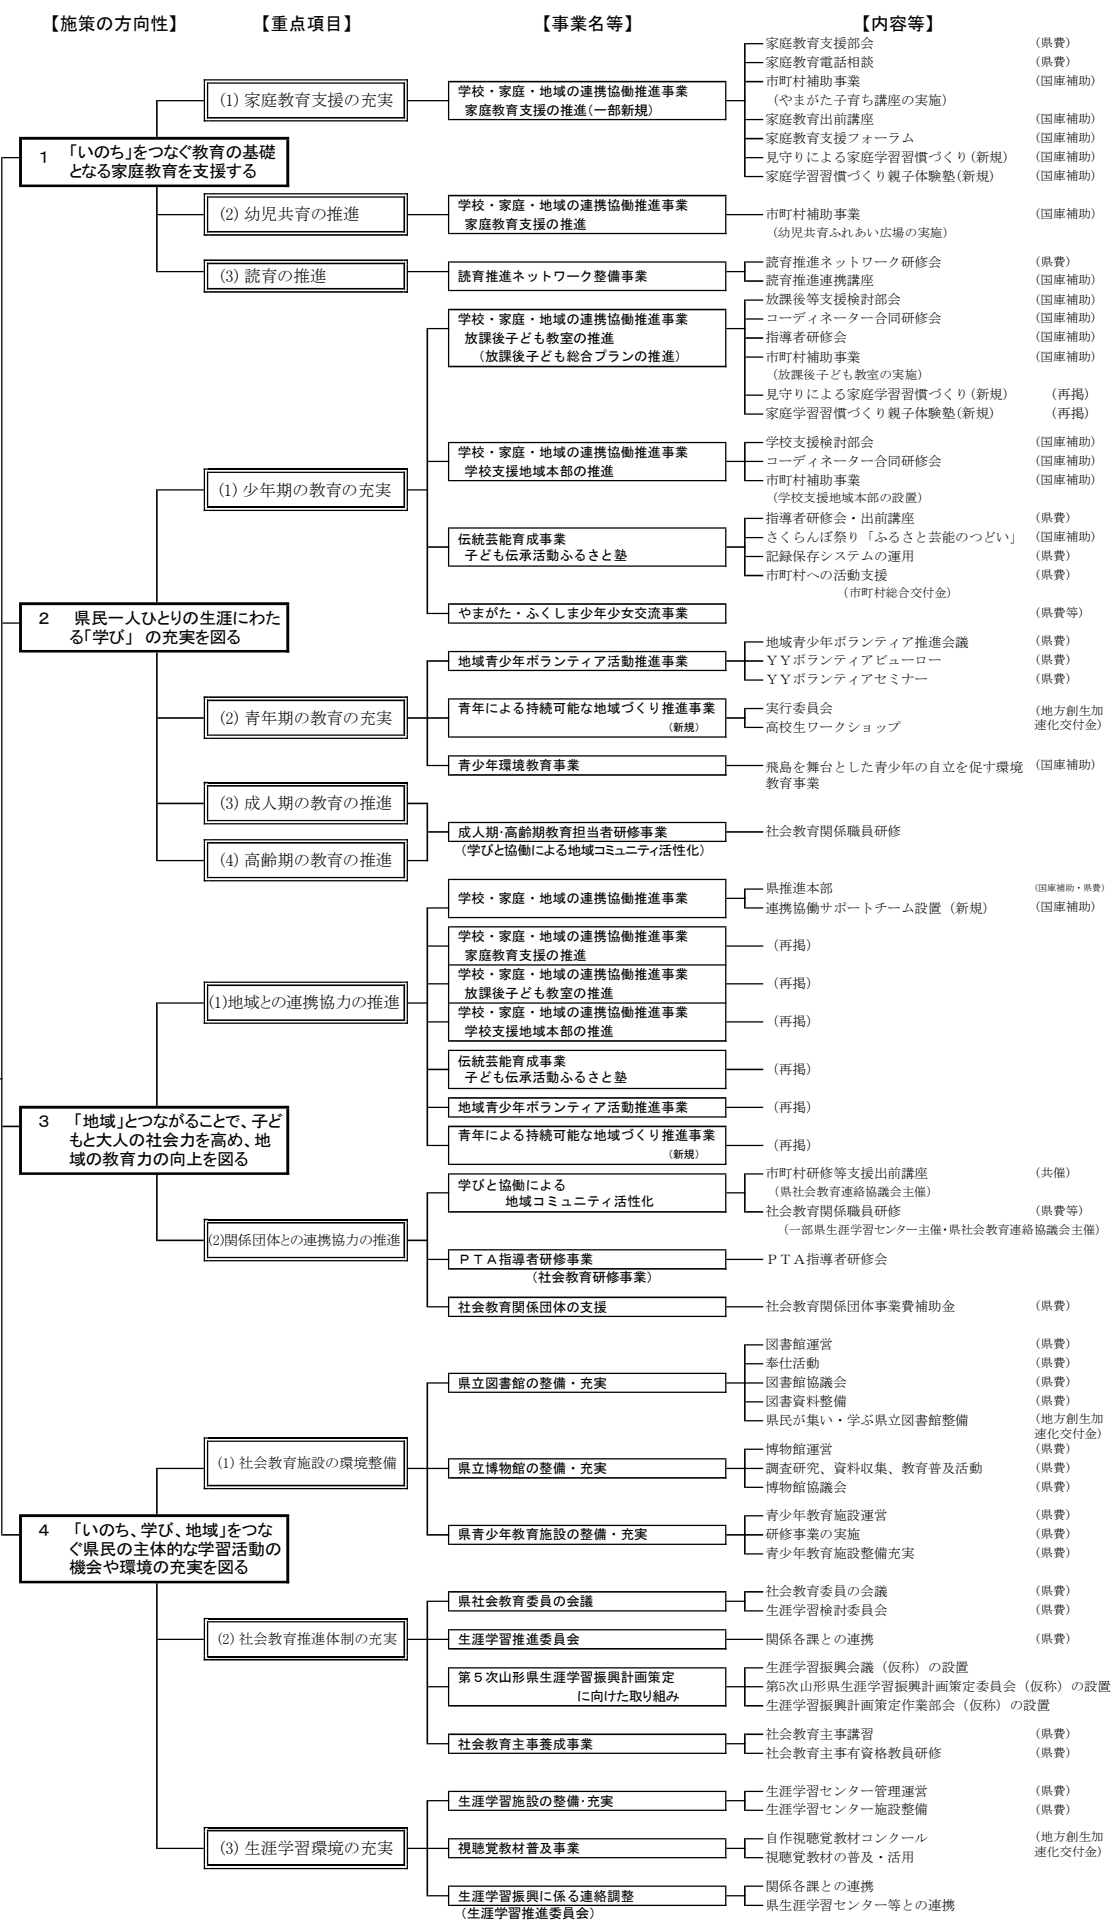 【施策の方向性】 【重点項目】 【事業名等】 【内容等】
1 「いのち」をつなぐ教育の基礎
となる家庭教育を支援する
(1) 家庭教育支援の充実
学校・家庭・地域の連携協働推進事業
家庭教育支援の推進(一部新規)
家庭教育支援部会 (県費)
家庭教育電話相談 (県費)
市町村補助事業 (国庫補助)
(やまがた子育ち講座の実施)
家庭教育出前講座 (国庫補助)
家庭教育支援フォーラム (国庫補助)
見守りによる家庭学習習慣づくり(新規) (国庫補助)
家庭学習習慣づくり親子体験塾(新規) (国庫補助)
(2) 幼児共育の推進
学校・家庭・地域の連携協働推進事業
家庭教育支援の推進
市町村補助事業 (国庫補助)
(幼児共育ふれあい広場の実施)
(3) 読育の推進
読育推進ネットワーク整備事業
読育推進ネットワーク研修会 (県費)
読育推進連携講座 (国庫補助)
2 県民一人ひとりの生涯にわた
る「学び」 の充実を図る
(1) 少年期の教育の充実
学校・家庭・地域の連携協働推進事業
放課後子ども教室の推進
(放課後子ども総合プランの推進)
放課後等支援検討部会 (国庫補助)
コーディネーター合同研修会 (国庫補助)
指導者研修会 (国庫補助)
市町村補助事業 (国庫補助)
(放課後子ども教室の実施)
見守りによる家庭学習習慣づくり(新規) (再掲)
家庭学習習慣づくり親子体験塾(新規) (再掲)
学校・家庭・地域の連携協働推進事業
学校支援地域本部の推進
学校支援検討部会 (国庫補助)
コーディネーター合同研修会 (国庫補助)
市町村補助事業 (国庫補助)
(学校支援地域本部の設置)
伝統芸能育成事業
子ども伝承活動ふるさと塾
指導者研修会・出前講座 (県費)
さくらんぼ祭り「ふるさと芸能のつどい」 (国庫補助)
記録保存システムの運用 (県費)
市町村への活動支援 (県費)
(市町村総合交付金)
やまがた・ふくしま少年少女交流事業 (県費等)
(2) 青年期の教育の充実
地域青少年ボランティア活動推進事業
地域青少年ボランティア推進会議 (県費)
ＹＹボランティアビューロー (県費)
ＹＹボランティアセミナー (県費)
青年による持続可能な地域づくり推進事業
(新規)
実行委員会 (地方創生加
高校生ワークショップ 速化交付金)
青少年環境教育事業
飛島を舞台とした青少年の自立を促す環境 (国庫補助)
教育事業
(3) 成人期の教育の推進
(4) 高齢期の教育の推進
成人期・高齢期教育担当者研修事業
(学びと協働による地域コミュニティ活性化)
社会教育関係職員研修
3 「地域」とつながることで、子ど
もと大人の社会力を高め、地
域の教育力の向上を図る
(1)地域との連携協力の推進
学校・家庭・地域の連携協働推進事業
県推進本部 (国庫補助・県費)
連携協働サポートチーム設置（新規） (国庫補助)
学校・家庭・地域の連携協働推進事業
家庭教育支援の推進
(再掲)
学校・家庭・地域の連携協働推進事業
放課後子ども教室の推進
(再掲)
学校・家庭・地域の連携協働推進事業
学校支援地域本部の推進
(再掲)
伝統芸能育成事業
子ども伝承活動ふるさと塾
(再掲)
地域青少年ボランティア活動推進事業
(再掲)
青年による持続可能な地域づくり推進事業
(新規)
(再掲)
(2)関係団体との連携協力の推進
学びと協働による
地域コミュニティ活性化
市町村研修等支援出前講座 (共催)
(県社会教育連絡協議会主催)
社会教育関係職員研修 (県費等)
(一部県生涯学習センター主催・県社会教育連絡協議会主催)
ＰＴＡ指導者研修事業
(社会教育研修事業)
ＰＴＡ指導者研修会
社会教育関係団体の支援
社会教育関係団体事業費補助金 (県費)
4 「いのち、学び、地域」をつな
ぐ県民の主体的な学習活動の
機会や環境の充実を図る
(1) 社会教育施設の環境整備
県立図書館の整備・充実
図書館運営 (県費)
奉仕活動 (県費)
図書館協議会 (県費)
図書資料整備 (県費)
県民が集い・学ぶ県立図書館整備 (地方創生加
速化交付金)
県立博物館の整備・充実
博物館運営 (県費)
調査研究、資料収集、教育普及活動 (県費)
博物館協議会 (県費)
県青少年教育施設の整備・充実
青少年教育施設運営 (県費)
研修事業の実施 (県費)
青少年教育施設整備充実 (県費)
(2) 社会教育推進体制の充実
県社会教育委員の会議
社会教育委員の会議 (県費)
生涯学習検討委員会 (県費)
生涯学習推進委員会
関係各課との連携 (県費)
第５次山形県生涯学習振興計画策定
に向けた取り組み
生涯学習振興会議（仮称）の設置
第5次山形県生涯学習振興計画策定委員会（仮称）の設置
生涯学習振興計画策定作業部会（仮称）の設置
社会教育主事養成事業
社会教育主事講習 (県費)
社会教育主事有資格教員研修 (県費)
(3) 生涯学習環境の充実
生涯学習施設の整備・充実
生涯学習センター管理運営 (県費)
生涯学習センター施設整備 (県費)
視聴覚教材普及事業
自作視聴覚教材コンクール (地方創生加
視聴覚教材の普及・活用 速化交付金)
生涯学習振興に係る連絡調整
(生涯学習推進委員会)
関係各課との連携
県生涯学習センター等との連携